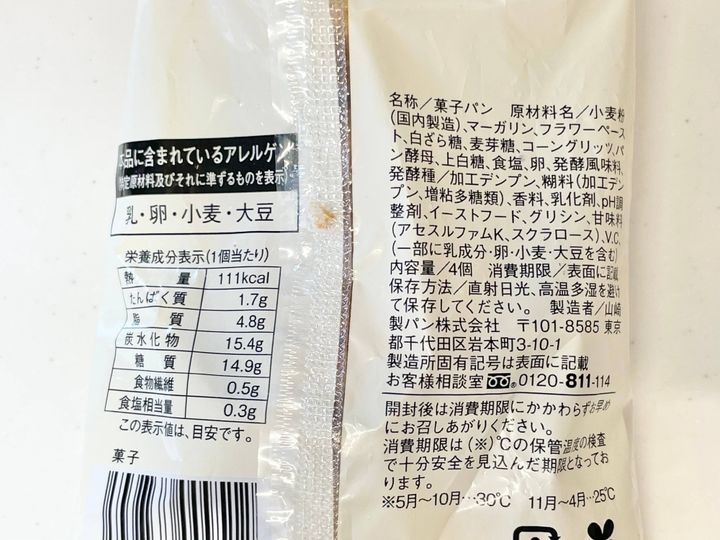 本品に含まれているアレルゲン
特定原材料及びそれに準ずるものを表示
乳・卵・小麦・大豆
栄養成分表示(1個当たり)
熱量 111kcal
たんぱく質 1.7g
脂質 4.8g
炭水化物 15.4g
糖質 14.9g
食物繊維 0.5g
食塩相当量 0.3g
この表示値は、目安です。
菓子
名称/菓子パン 原材料名/小麦粉
(国内製造)、マーガリン、フラワーペース
ト、白ざら糖、麦芽糖、コーングリッツ、パ
ン酵母、上白糖、食塩、卵、発酵風味料、
発酵種/加工デンプン、糊料(加工デン
プン、増粘多糖類)、香料、乳化剤、pH調
整剤、イーストフード、グリシン、甘味料
(アセスルファムK、スクラロース)、V.C、
(一部に乳成分・卵・小麦・大豆を含む)
内容量/4個 消費期限/表面に記載
保存方法/直射日光、高温多湿を避け
て保存してください。 製造者/山崎
製パン株式会社 〒101-8585 東京
都千代田区岩本町3-10-1
製造所固有記号は表面に記載
お客様相談室 0120-811-114
開封後は消費期限にかかわらずお早め
にお召しあがりください。
消費期限は(※)℃の保管温度の検査
で十分安全を見込んだ期限となってお
ります。
※5月～10月…30℃ 11月～4月…25℃